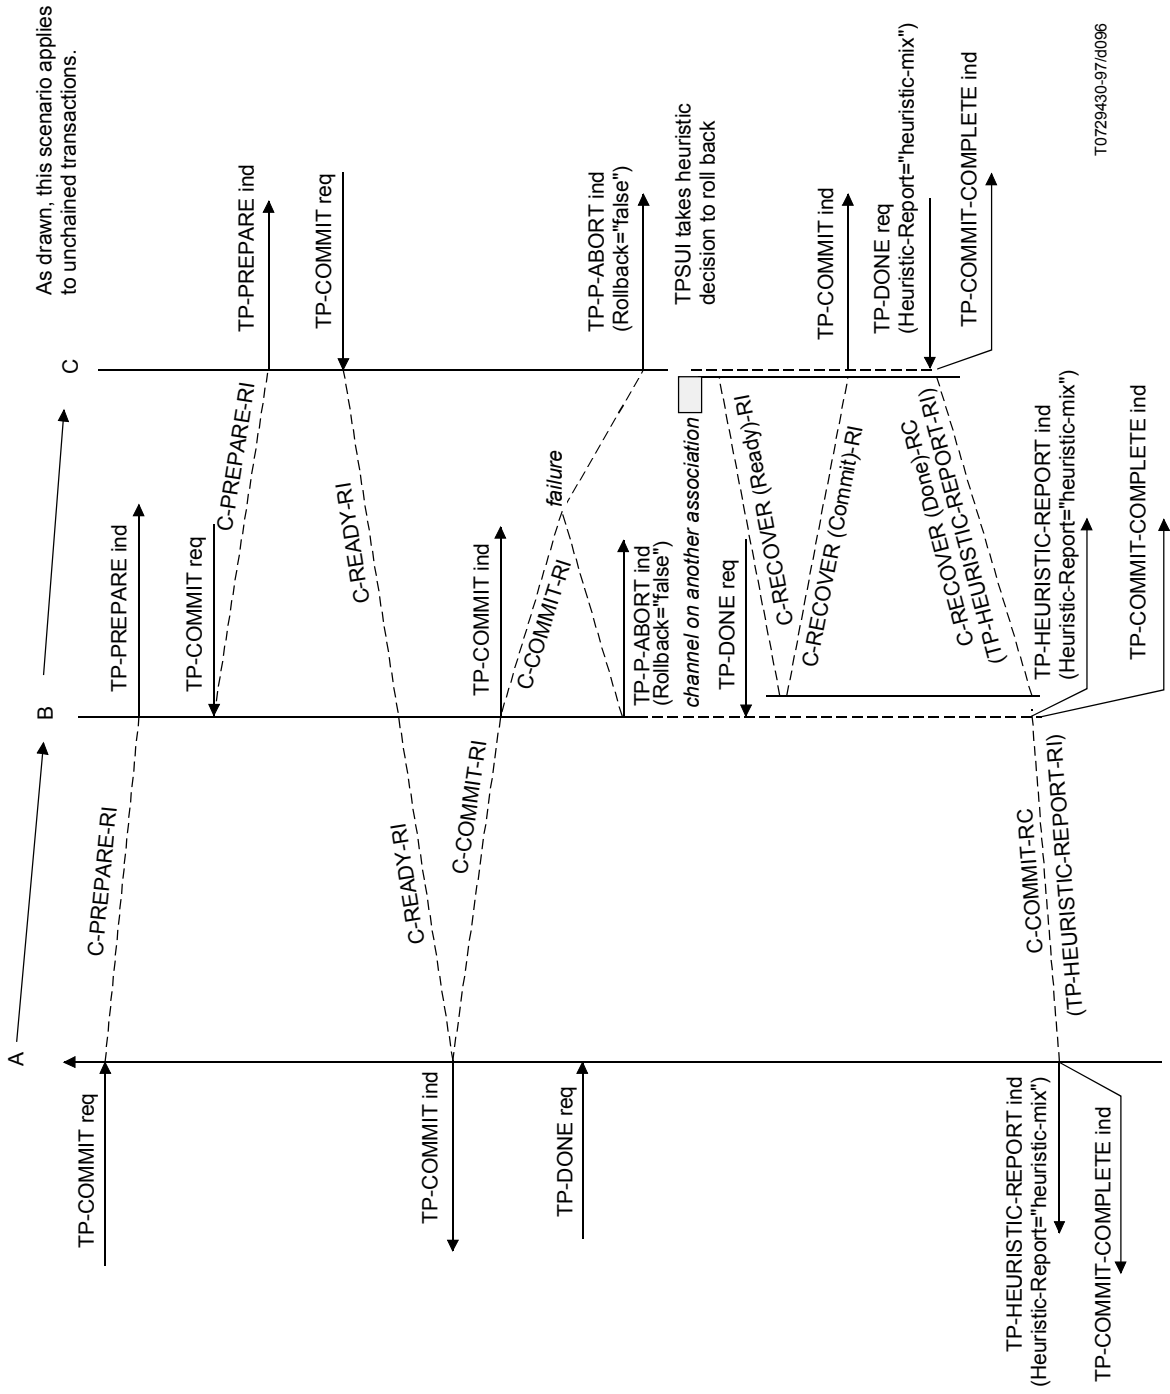 As drawn, this scenario applies
to unchained transactions.
A
B
C
TP-COMMIT req
C-PREPARE-RI
TP-PREPARE ind
TP-COMMIT req
C-PREPARE-RI
TP-PREPARE ind
TP-COMMIT req
C-READY-RI
C-READY-RI
TP-COMMIT ind
C-COMMIT-RI
TP-COMMIT ind
C-COMMIT-RI
failure
TP-DONE req
TP-P-ABORT ind
(Rollback="false")
TP-P-ABORT ind
(Rollback="false")
channel on another association
TPSUI takes heuristic
decision to roll back
TP-DONE req
C-RECOVER (Ready)-RI
C-RECOVER (Commit)-RI
TP-COMMIT ind
TP-DONE req
(Heuristic-Report="heuristic-mix")
C-RECOVER (Done)-RC
(TP-HEURISTIC-REPORT-RI)
TP-COMMIT-COMPLETE ind
TP-HEURISTIC-REPORT ind
(Heuristic-Report="heuristic-mix")
TP-COMMIT-COMPLETE ind
C-COMMIT-RC
(TP-HEURISTIC-REPORT-RI)
TP-HEURISTIC-REPORT ind
(Heuristic-Report="heuristic-mix")
TP-COMMIT-COMPLETE ind
T0729430-97/d096